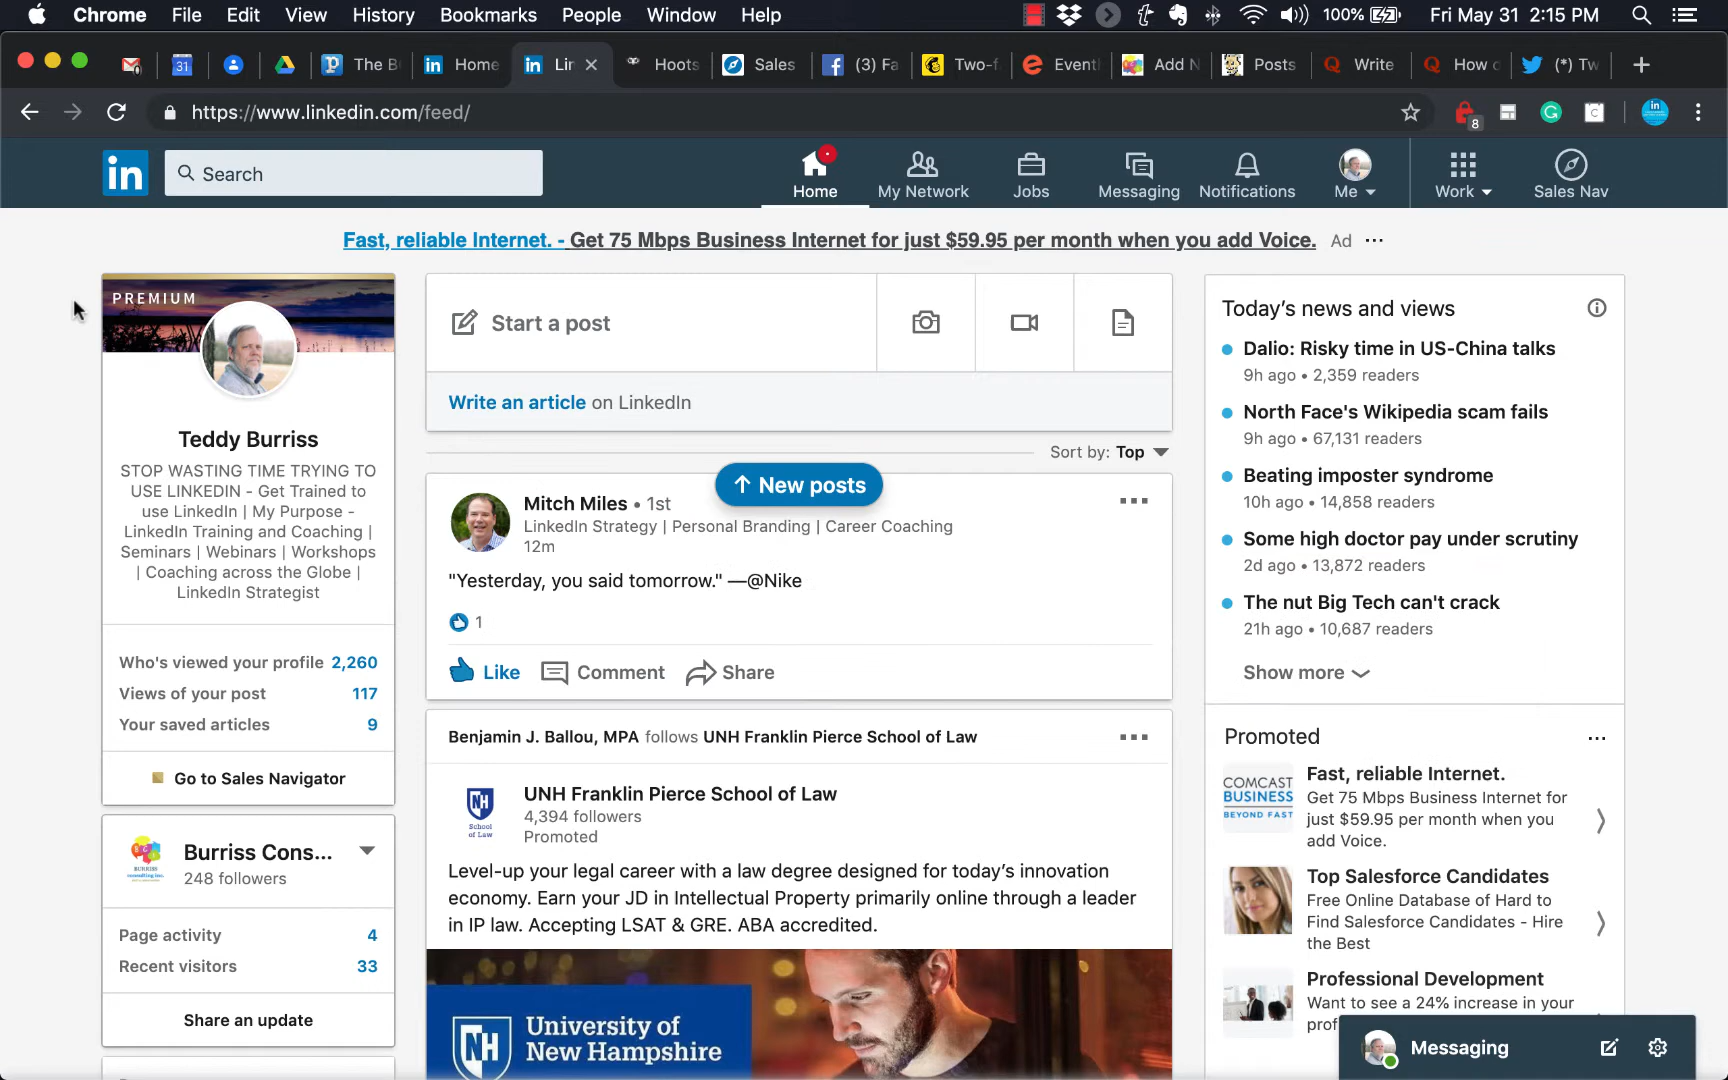 Chrome File Edit View History Bookmarks People Window Help 100% Fri May 31 2:15 PM
31 The B Home Lin Hoots Sales (3) Fa Two-f Event Add N Posts Write How (*) Tw
https://www.linkedin.com/feed/
8
in
in Search
Home My Network Jobs Messaging Notifications Me Work Sales Nav
Fast, reliable Internet. - Get 75 Mbps Business Internet for just $59.95 per month when you add Voice. Ad
PREMIUM
Teddy Burriss
STOP WASTING TIME TRYING TO
USE LINKEDIN - Get Trained to
use LinkedIn | My Purpose -
LinkedIn Training and Coaching |
Seminars | Webinars | Workshops
| Coaching across the Globe |
LinkedIn Strategist
Who's viewed your profile 2,260
Views of your post 117
Your saved articles 9
Go to Sales Navigator
Burriss Cons...
248 followers
Page activity 4
Recent visitors 33
Share an update
Start a post
Write an article on LinkedIn
Sort by: Top
New posts
Mitch Miles • 1st
LinkedIn Strategy | Personal Branding | Career Coaching
12m
"Yesterday, you said tomorrow." —@Nike
1
Like Comment Share
Benjamin J. Ballou, MPA follows UNH Franklin Pierce School of Law
NH
School
of Law
UNH Franklin Pierce School of Law
4,394 followers
Promoted
Level-up your legal career with a law degree designed for today's innovation
economy. Earn your JD in Intellectual Property primarily online through a leader
in IP law. Accepting LSAT & GRE. ABA accredited.
NH
University of
New Hampshire
Today's news and views
Dalio: Risky time in US-China talks
9h ago • 2,359 readers
North Face's Wikipedia scam fails
9h ago • 67,131 readers
Beating imposter syndrome
10h ago • 14,858 readers
Some high doctor pay under scrutiny
2d ago • 13,872 readers
The nut Big Tech can't crack
21h ago • 10,687 readers
Show more
Promoted
COMCAST
BUSINESS
BEYOND FAST
Fast, reliable Internet.
Get 75 Mbps Business Internet for
just $59.95 per month when you
add Voice.
Top Salesforce Candidates
Free Online Database of Hard to
Find Salesforce Candidates - Hire
the Best
Professional Development
Want to see a 24% increase in your
prof
Messaging